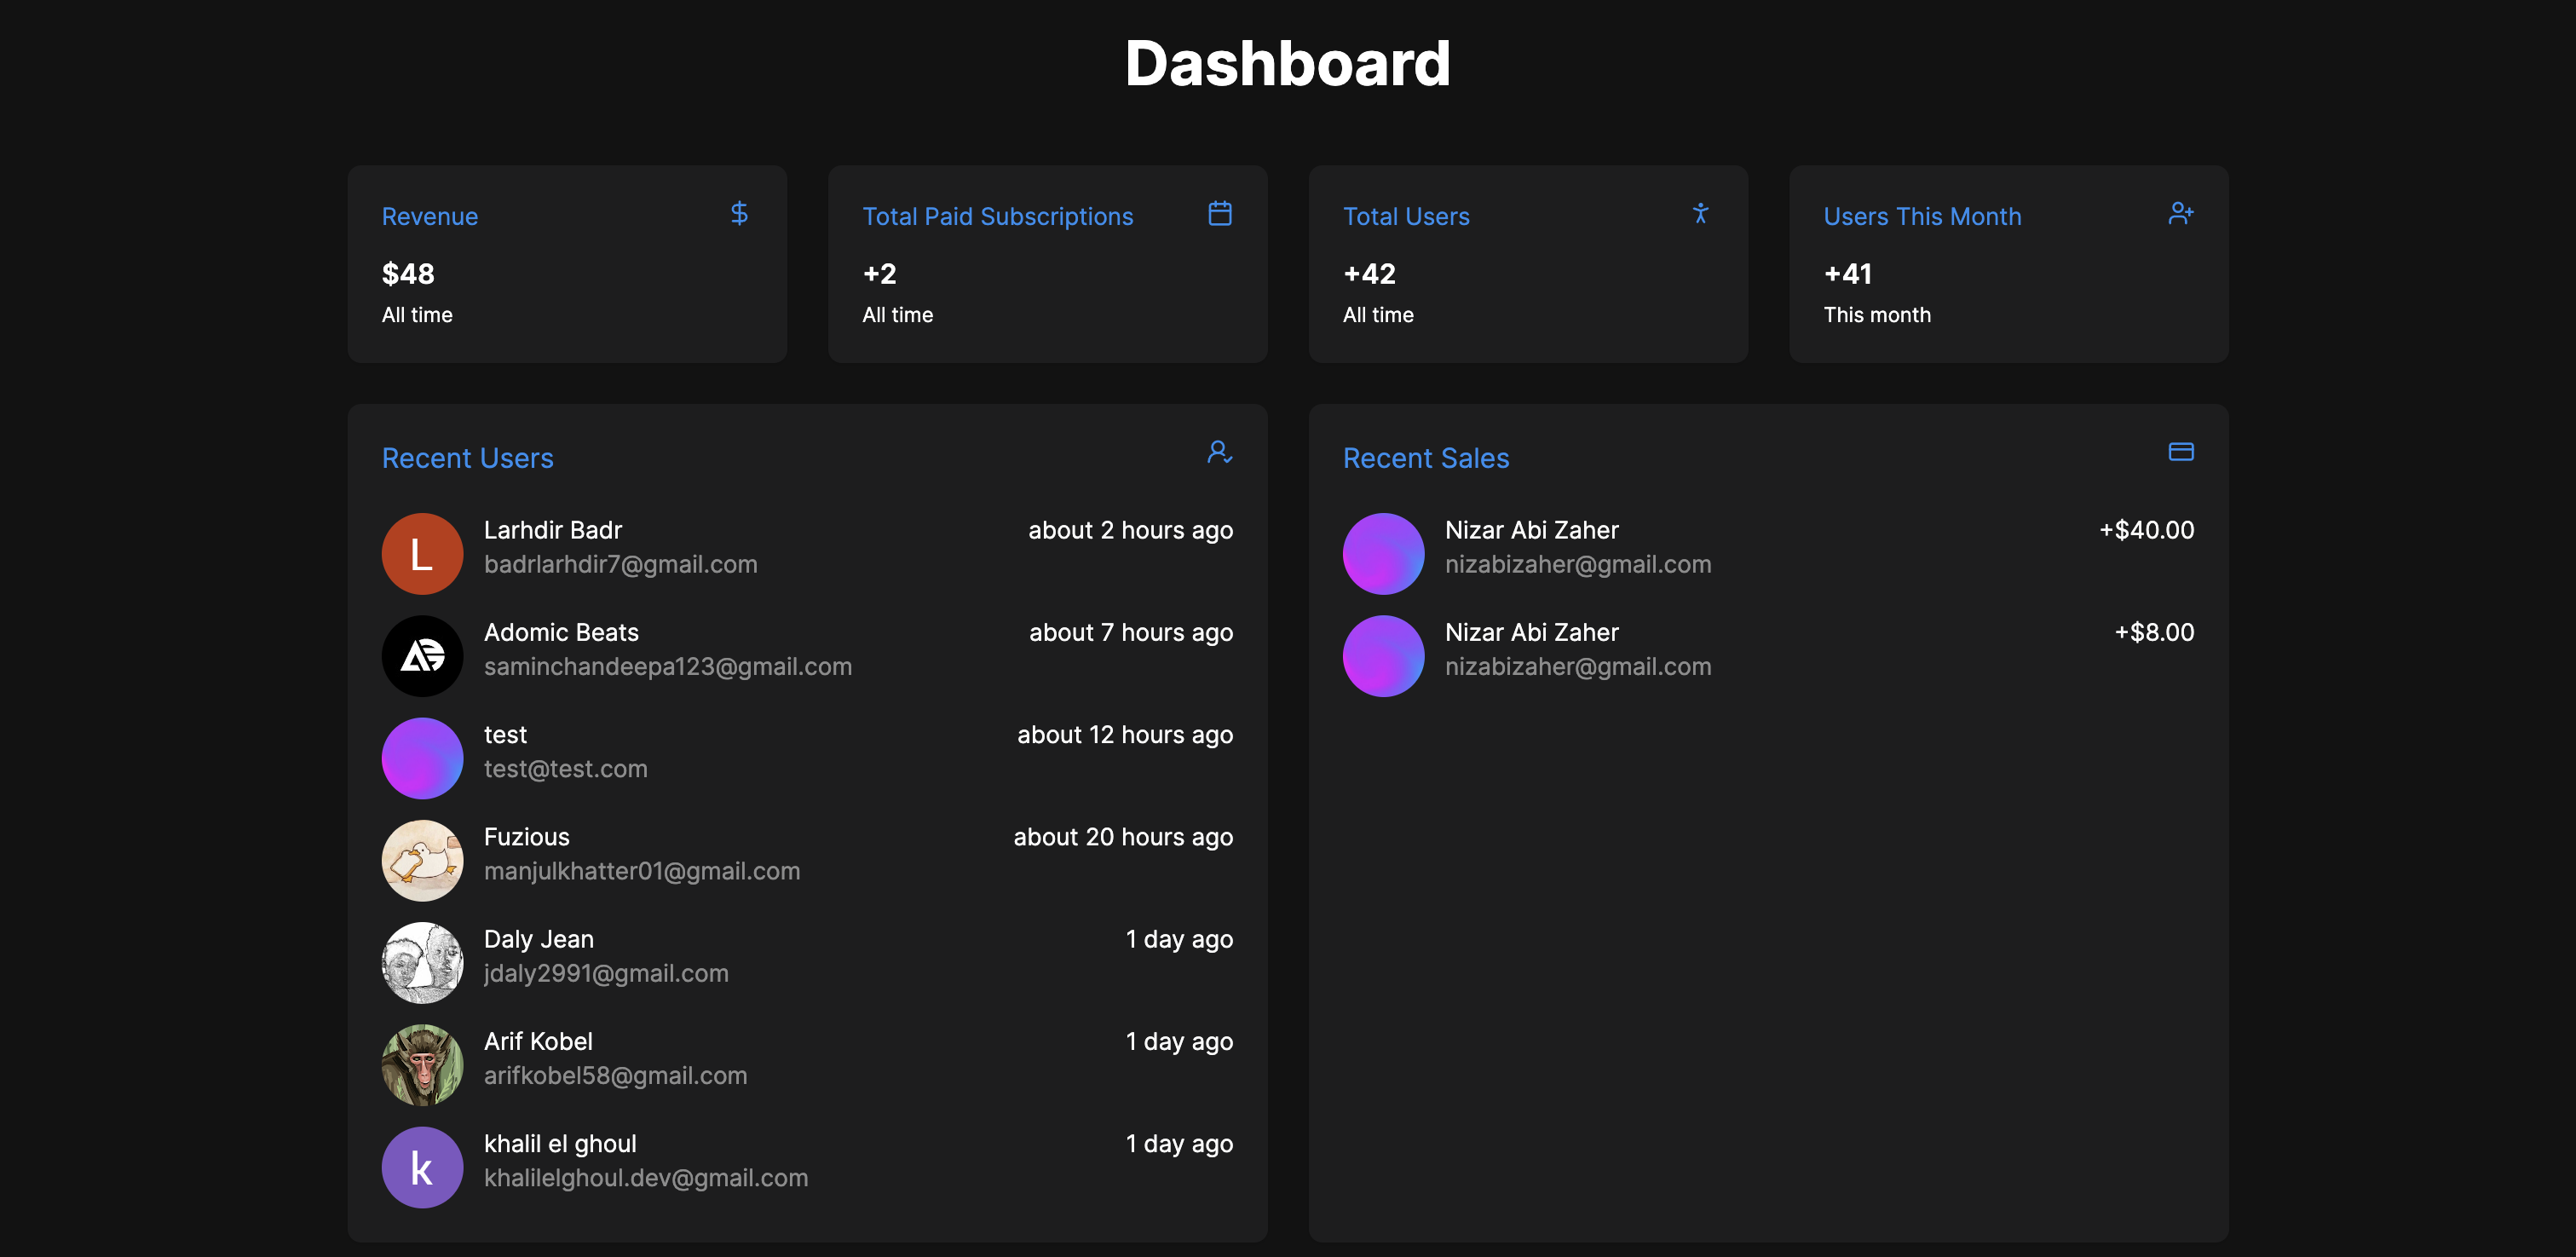 Dashboard
Revenue
$48
All time
Total Paid Subscriptions
+2
All time
Total Users
+42
All time
Users This Month
+41
This month
Recent Users
L
Larhdir Badr
about 2 hours ago
badrlarhdir7@gmail.com
Adomic Beats
about 7 hours ago
saminchandeepa123@gmail.com
test
about 12 hours ago
test@test.com
Fuzious
about 20 hours ago
manjulkhatter01@gmail.com
Daly Jean
1 day ago
jdaly2991@gmail.com
Arif Kobel
1 day ago
arifkobel58@gmail.com
k
khalil el ghoul
1 day ago
khalilelghoul.dev@gmail.com
Recent Sales
Nizar Abi Zaher
+$40.00
nizabizaher@gmail.com
Nizar Abi Zaher
+$8.00
nizabizaher@gmail.com